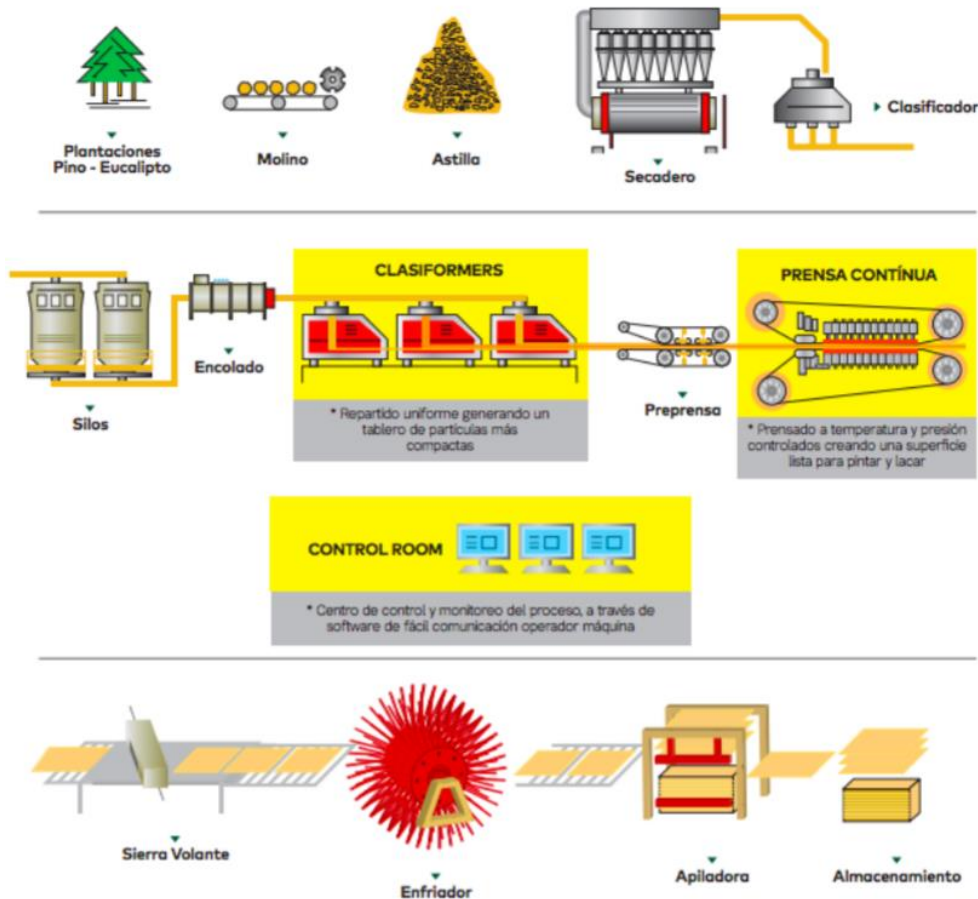 Plantaciones
Pino - Eucalipto
Molino
Astilla
Secadero
Clasificador
Silos
Encolado
CLASIFORMERS
* Repartido uniforme generando un
tablero de partículas más
compactas
Preprensa
PRENSA CONTÍNUA
* Prensado a temperatura y presión
controlados creando una superficie
lista para pintar y lacar
CONTROL ROOM
* Centro de control y monitoreo del proceso, a través de
software de fácil comunicación operador máquina
Sierra Volante
Enfriador
Apiladora
Almacenamiento